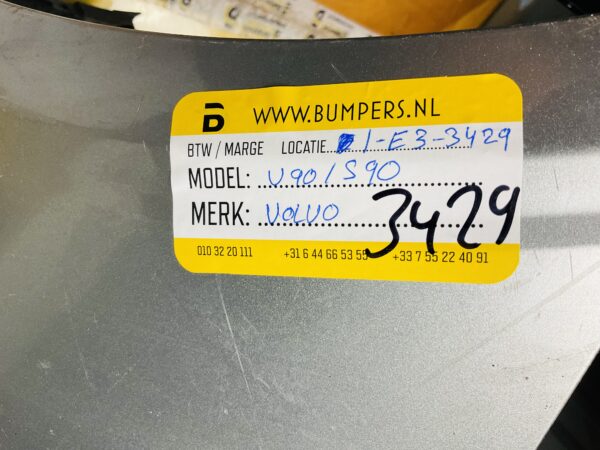 B WWW.BUMPERS.NL
BTW / MARGE LOCATIE 1-E3-3429
MODEL: V90/S90
MERK: VOLVO
3429
010 32 20 111 +31 6 44 66 53 55 +33 7 55 22 40 91